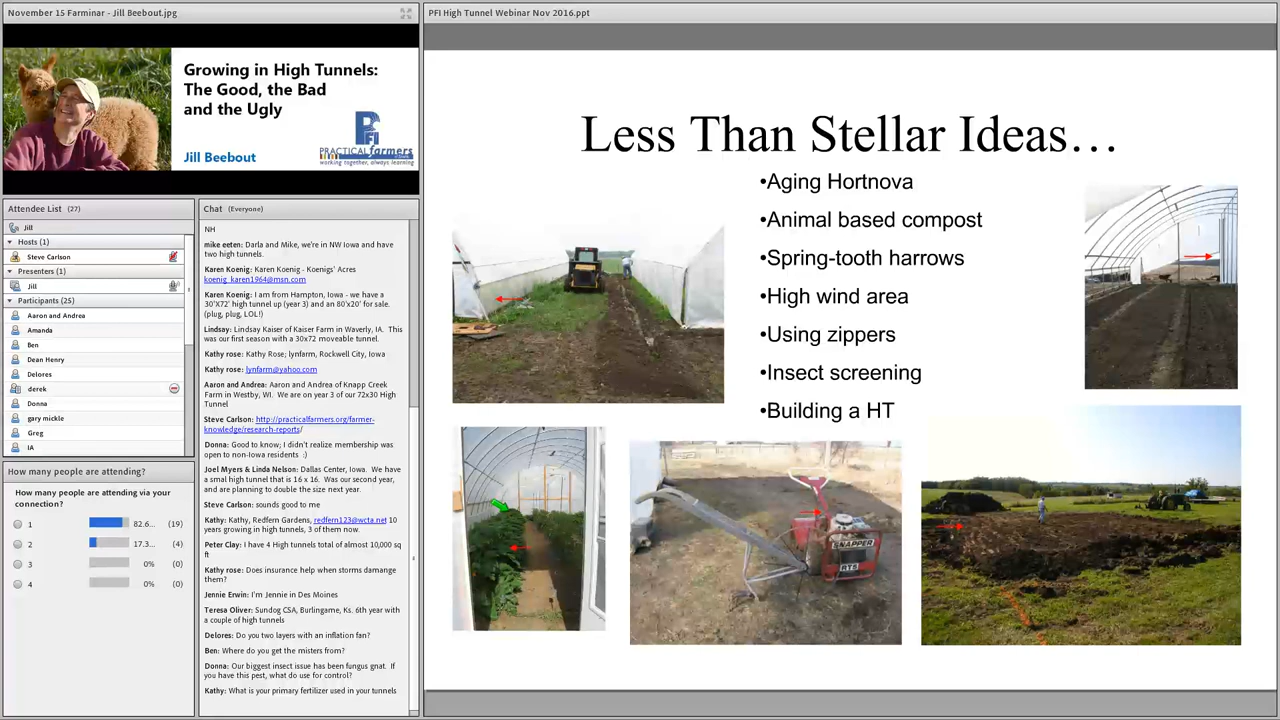 November 15 Farminar - Jill Beebout.jpg
Growing in High Tunnels:
The Good, the Bad
and the Ugly
Jill Beebout
PFI
PRACTICAL farmers
working together, always learning
Attendee List (27)
Jill
Hosts (1)
Steve Carlson
Presenters (1)
Jill
Participants (25)
Aaron and Andrea
Amanda
Ben
Dean Henry
Delores
derek
Donna
gary mickle
Greg
IA
How many people are attending?
How many people are attending via your
connection?
1 82.6... (19)
2 17.3... (4)
3 0% (0)
4 0% (0)
Chat (Everyone)
NH
mike eeten: Darla and Mike, we're in NW Iowa and have
two high tunnels.
Karen Koenig: Karen Koenig - Koenigs' Acres
koenig_karen1964@msn.com
Karen Koenig: I am from Hampton, Iowa - we have a
30'X72' high tunnel up (year 3) and an 80'x20' for sale.
(plug, plug, LOL!)
Lindsay: Lindsay Kaiser of Kaiser Farm in Waverly, IA. This
was our first season with a 30x72 moveable tunnel.
Kathy rose: Kathy Rose; lynfarm, Rockwell City, Iowa
Kathy rose: lynfarm@yahoo.com
Aaron and Andrea: Aaron and Andrea of Knapp Creek
Farm in Westby, WI. We are on year 3 of our 72x30 High
Tunnel
Steve Carlson: http://practicalfarmers.org/farmer-
knowledge/research-reports/
Donna: Good to know; I didn't realize membership was
open to non-Iowa residents :)
Joel Myers & Linda Nelson: Dallas Center, Iowa. We have
a smal high tunnel that is 16 x 16. Was our second year,
and are planning to double the size next year.
Steve Carlson: sounds good to me
Kathy: Kathy, Redfern Gardens, redfern123@wcta.net 10
years growing in high tunnels, 3 of them now.
Peter Clay: I have 4 High tunnels total of almost 10,000 sq
ft
Kathy rose: Does insurance help when storms damange
them?
Jennie Erwin: I'm Jennie in Des Moines
Teresa Oliver: Sundog CSA, Burlingame, Ks. 6th year with
a couple of high tunnels
Delores: Do you two layers with an inflation fan?
Ben: Where do you get the misters from?
Donna: Our biggest insect issue has been fungus gnat. If
you have this pest, what do use for control?
Kathy: What is your primary fertilizer used in your tunnels
PFI High Tunnel Webinar Nov 2016.ppt
Less Than Stellar Ideas…
•Aging Hortnova
•Animal based compost
•Spring-tooth harrows
•High wind area
•Using zippers
•Insect screening
•Building a HT
SNAPPER
RT8